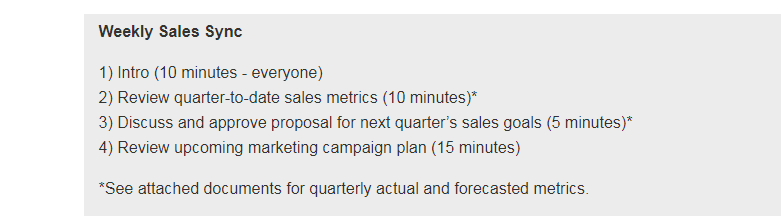 Weekly Sales Sync
1) Intro (10 minutes - everyone)
2) Review quarter-to-date sales metrics (10 minutes)*
3) Discuss and approve proposal for next quarter’s sales goals (5 minutes)*
4) Review upcoming marketing campaign plan (15 minutes)
*See attached documents for quarterly actual and forecasted metrics.